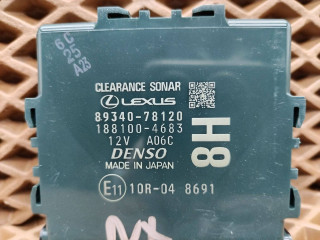 6C
25
A23
CLEARANCE SONAR
LEXUS
89340-78120
188100-4683
12V A06C
DENSO
MADE IN JAPAN
8H
E11 10R-04 8691